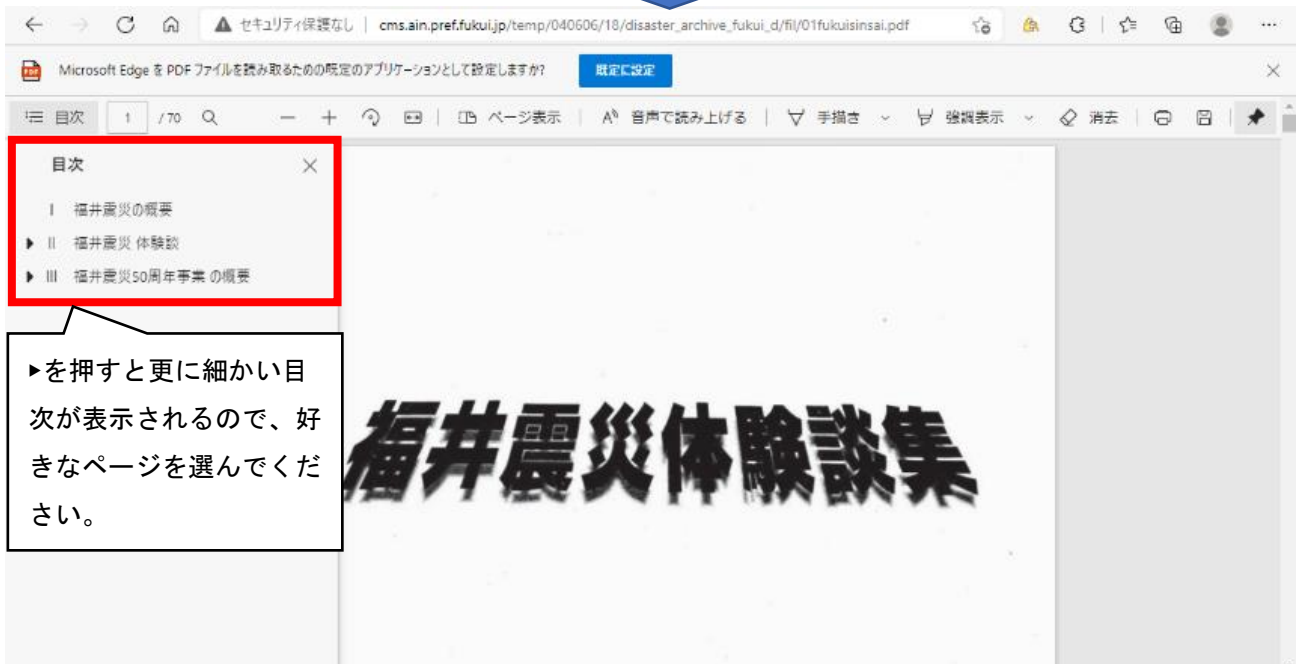 セキュリティ保護なし | cms.ain.pref.fukui.jp/temp/040606/18/disaster_archive_fukui_d/fil/01fukuisinsai.pdf
Microsoft Edge を PDF ファイルを読み取るための既定のアプリケーションとして設定しますか? 既定に設定
目次 1 /70 ページ表示 音声で読み上げる 手描き 強調表示 消去
目次
I 福井震災の概要
II 福井震災 体験談
III 福井震災50周年事業 の概要
▶を押すと更に細かい目
次が表示されるので、好
きなページを選んでくだ
さい。
福井震災体験談集